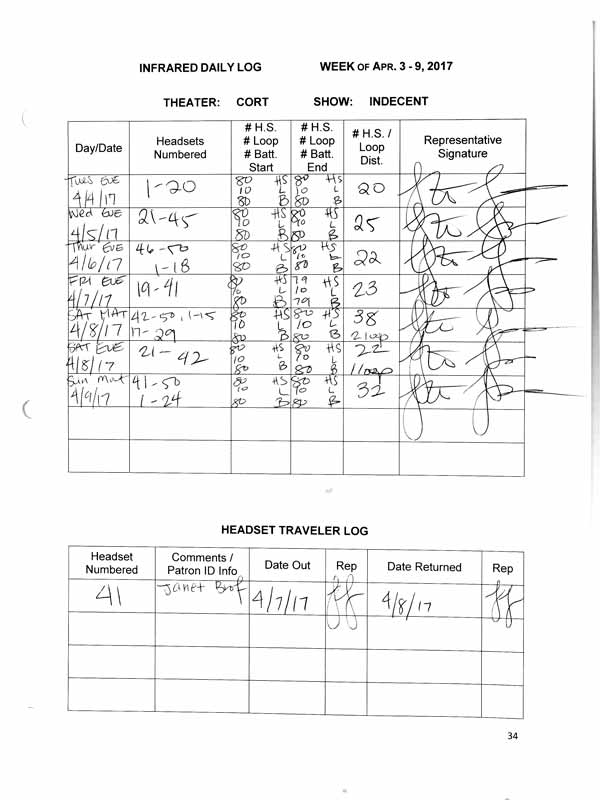 INFRARED DAILY LOG WEEK OF APR. 3 - 9, 2017
THEATER: CORT SHOW: INDECENT
Day/Date Headsets Numbered # H.S. # Loop # Batt. Start # H.S. # Loop # Batt. End # H.S. / Loop Dist. Representative Signature
Tues EVE 80 HS 80 HS
4/4/17 1-20 10 L 10 L 20
80 B 80 B
Wed EVE 80 HS 80 HS
4/5/17 21-45 10 L 10 L 25
80 B 80 B
Thur EVE 46-50 80 HS 80 HS
4/6/17 1-18 10 L 10 L 22
80 B 80 B
FRI EVE 80 HS 79 HS
4/7/17 19-41 10 L 10 L 23
80 B 79 B
SAT MAT 42-50, 1-15 80 HS 80 HS 38
4/8/17 17-29 10 L 10 L
80 B 80 B 2 loop
SAT EVE 21-42 80 HS 80 HS 22
4/8/17 10 L 10 L
80 B 80 B 1 loop
Sun Mat 41-50 80 HS 80 HS
4/9/17 1-24 10 L 10 L 32
80 B 80 B
HEADSET TRAVELER LOG
Headset Numbered Comments / Patron ID Info Date Out Rep Date Returned Rep
41 Janet Brof 4/7/17 jj 4/8/17 jj
34